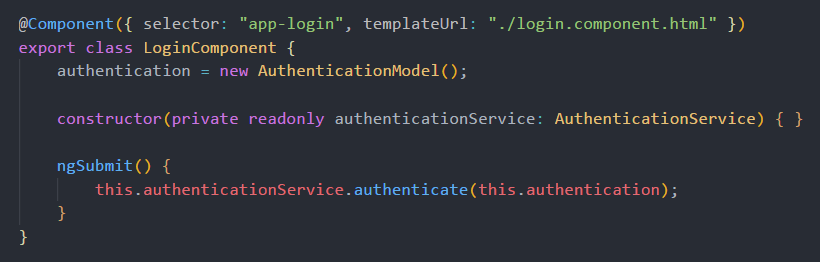 @Component({ selector: "app-login", templateUrl: "./login.component.html" })
export class LoginComponent {
    authentication = new AuthenticationModel();

    constructor(private readonly authenticationService: AuthenticationService) { }

    ngSubmit() {
        this.authenticationService.authenticate(this.authentication);
    }
}